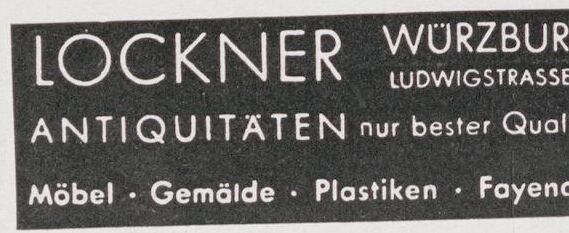 LOCKNER WÜRZBUR
LUDWIGSTRASSE
ANTIQUITÄTEN nur bester Qual
Möbel · Gemälde · Plastiken · Fayenc